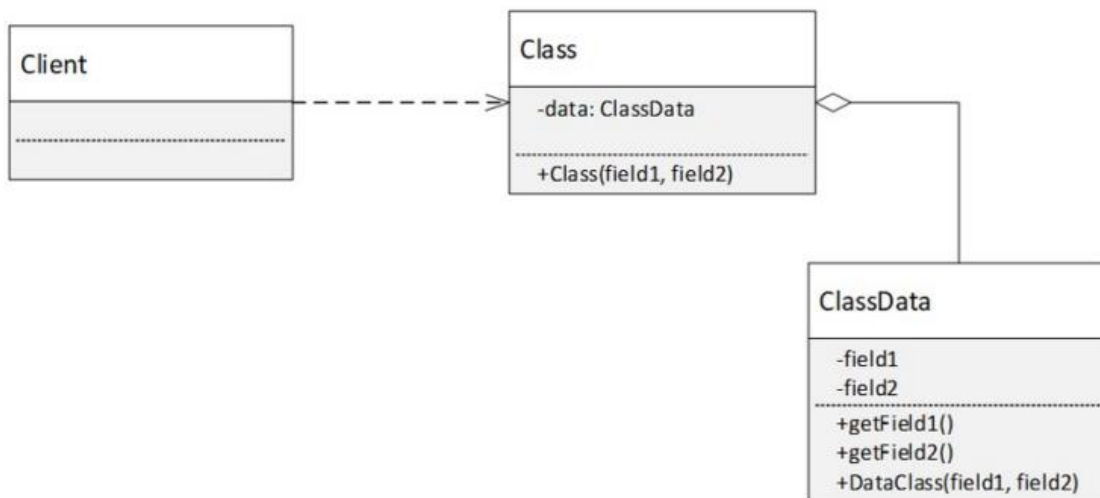 Client
Class
-data: ClassData
+Class(field1, field2)
ClassData
-field1
-field2
+getField1()
+getField2()
+DataClass(field1, field2)